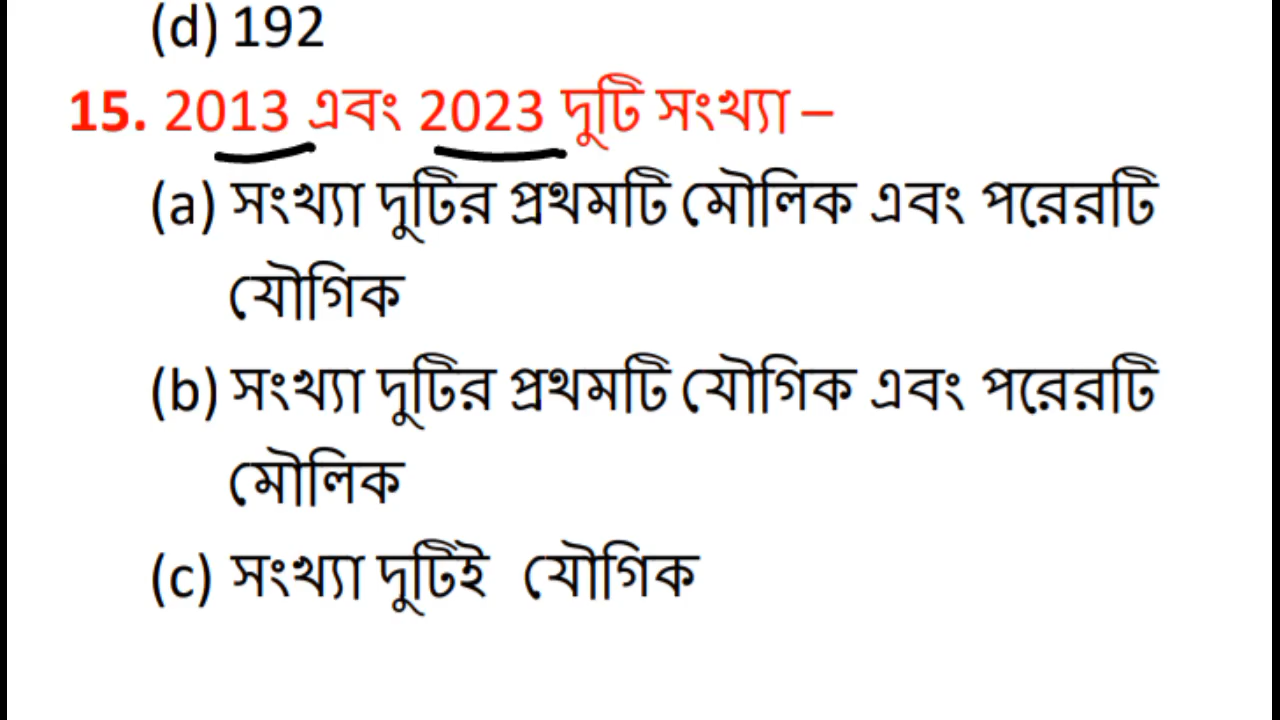 (d) 192
15. 2013 এবং 2023 দুটি সংখ্যা –
(a) সংখ্যা দুটির প্রথমটি মৌলিক এবং পরেরটি
যৌগিক
(b) সংখ্যা দুটির প্রথমটি যৌগিক এবং পরেরটি
মৌলিক
(c) সংখ্যা দুটিই যৌগিক